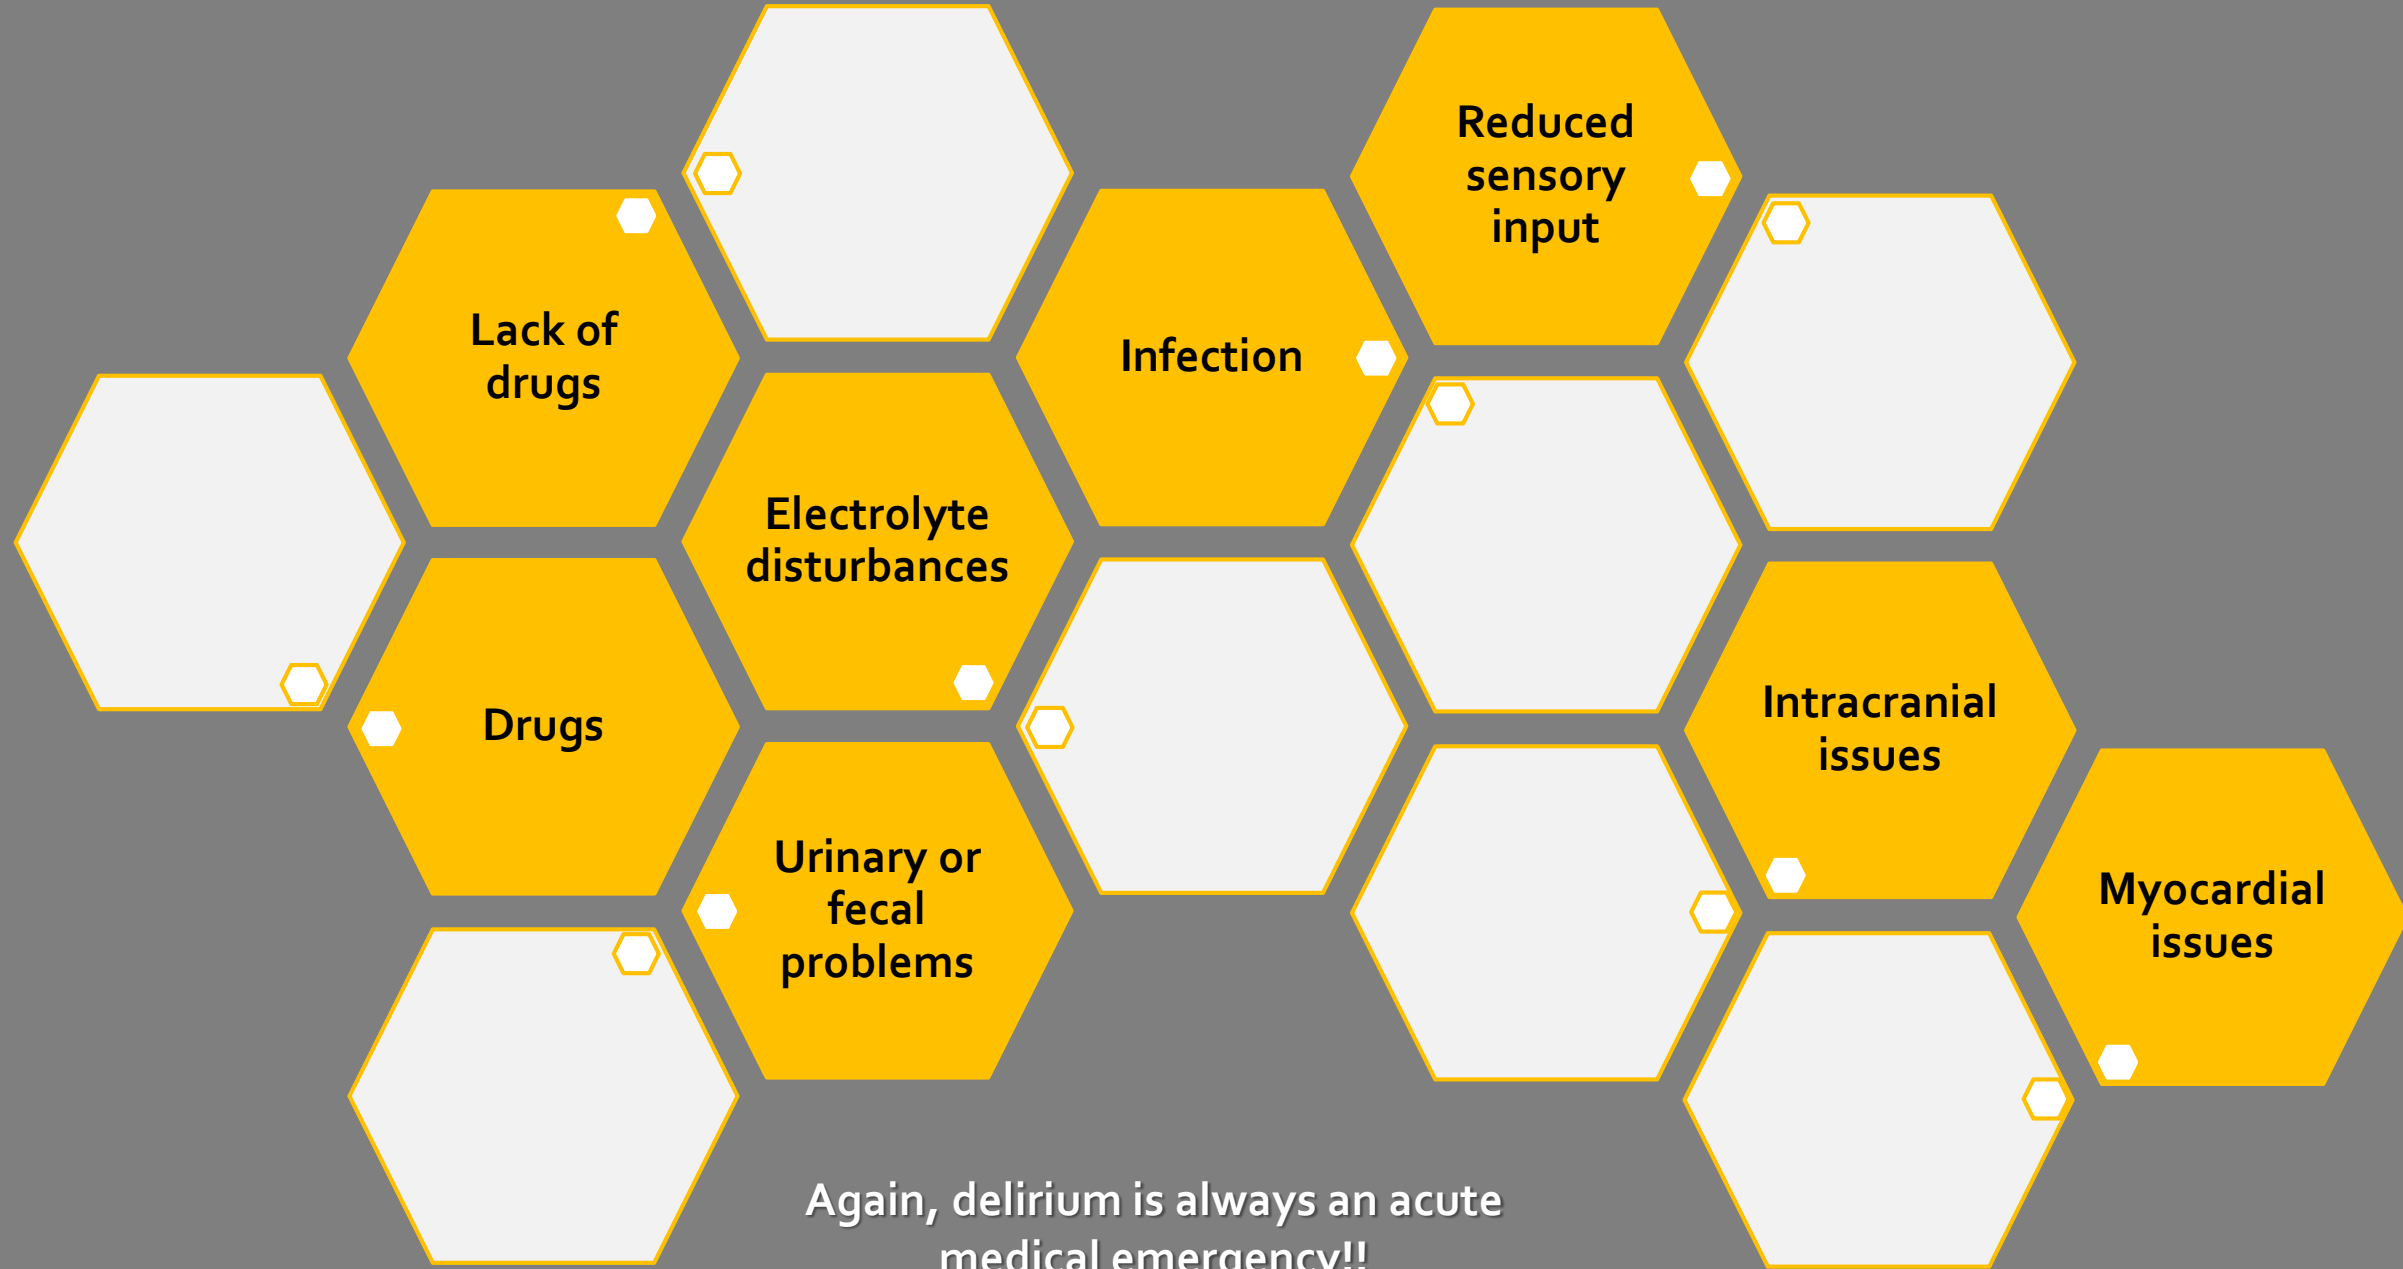 Drugs
Electrolyte
disturbances
Lack of
drugs
Infection
Reduced
sensory
input
Intracranial
issues
Urinary or
fecal
problems
Myocardial
issues
Again, delirium is always an acute
medical emergency!!